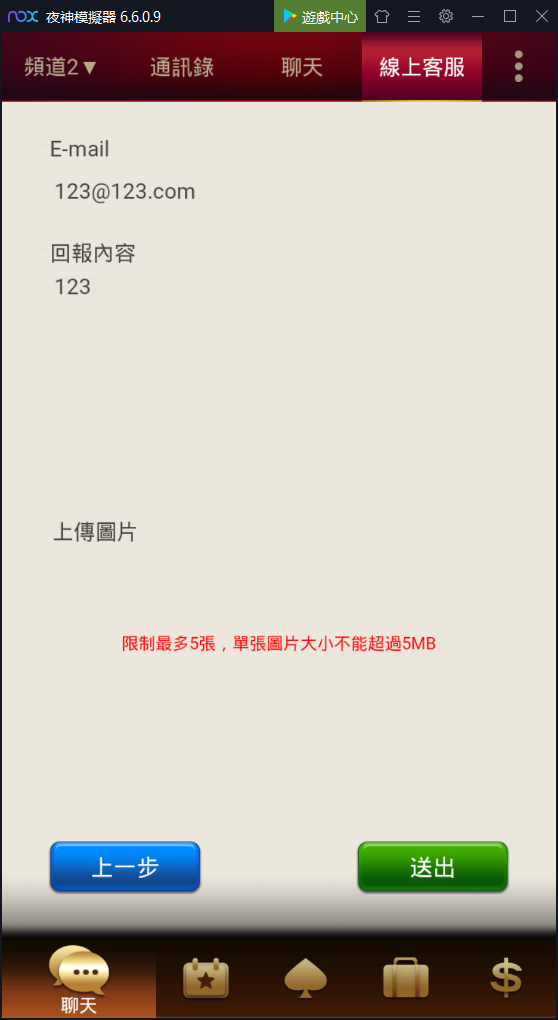 nox 夜神模擬器 6.6.0.9 遊戲中心
頻道2▼ 通訊錄 聊天 線上客服
E-mail
123@123.com
回報內容
123
上傳圖片
限制最多5張，單張圖片大小不能超過5MB
上一步 送出
聊天 $